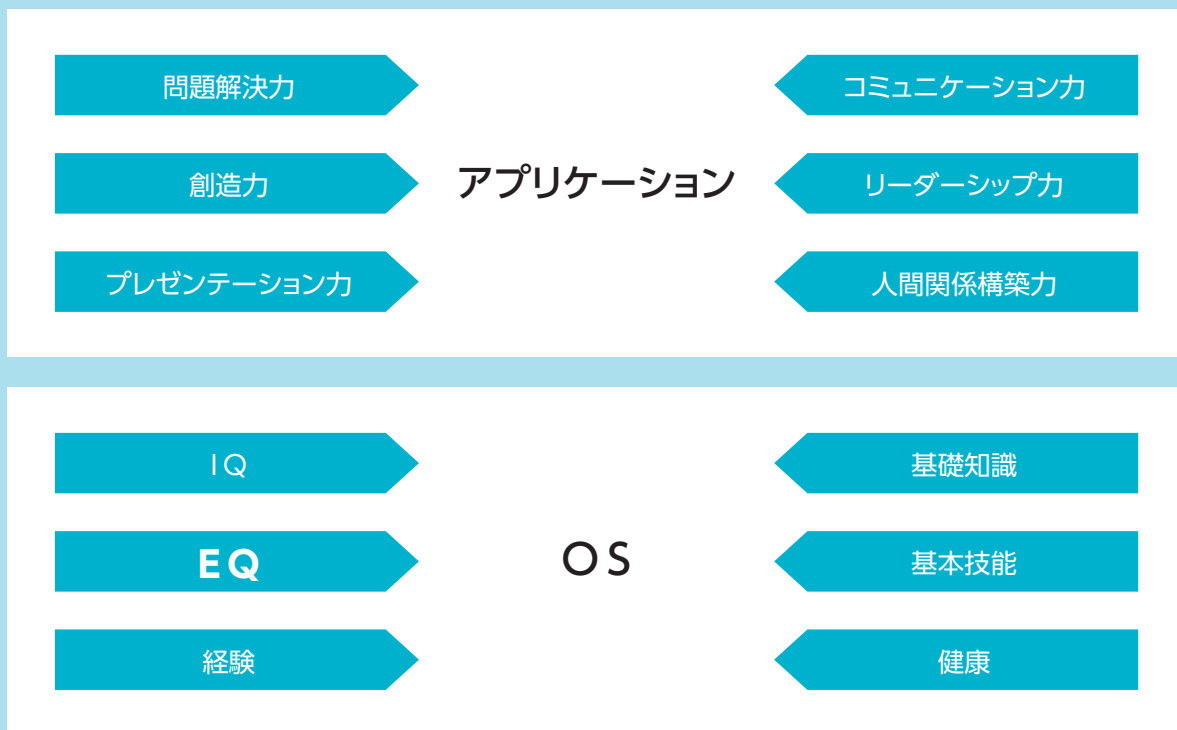 問題解決力
コミュニケーション力
創造力
アプリケーション
リーダーシップ力
プレゼンテーション力
人間関係構築力
IQ
基礎知識
EQ
OS
基本技能
経験
健康